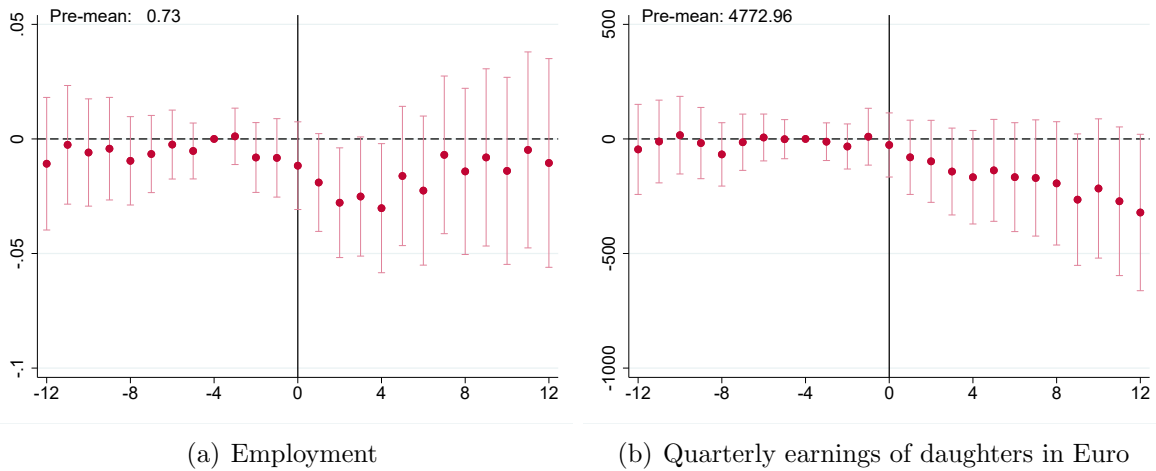 Pre-mean: 0.73
.05
0
-.05
-.1
-12 -8 -4 0 4 8 12
(a) Employment
Pre-mean: 4772.96
500
0
-500
-1000
-12 -8 -4 0 4 8 12
(b) Quarterly earnings of daughters in Euro